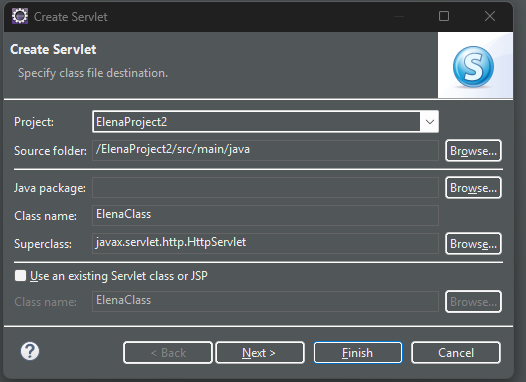 Create Servlet
Create Servlet
Specify class file destination.
S
Project: ElenaProject2
Source folder: /ElenaProject2/src/main/java Browse...
Java package: Browse...
Class name: ElenaClass
Superclass: javax.servlet.http.HttpServlet Browse...
Use an existing Servlet class or JSP
Class name: ElenaClass Browse...
? < Back Next > Finish Cancel